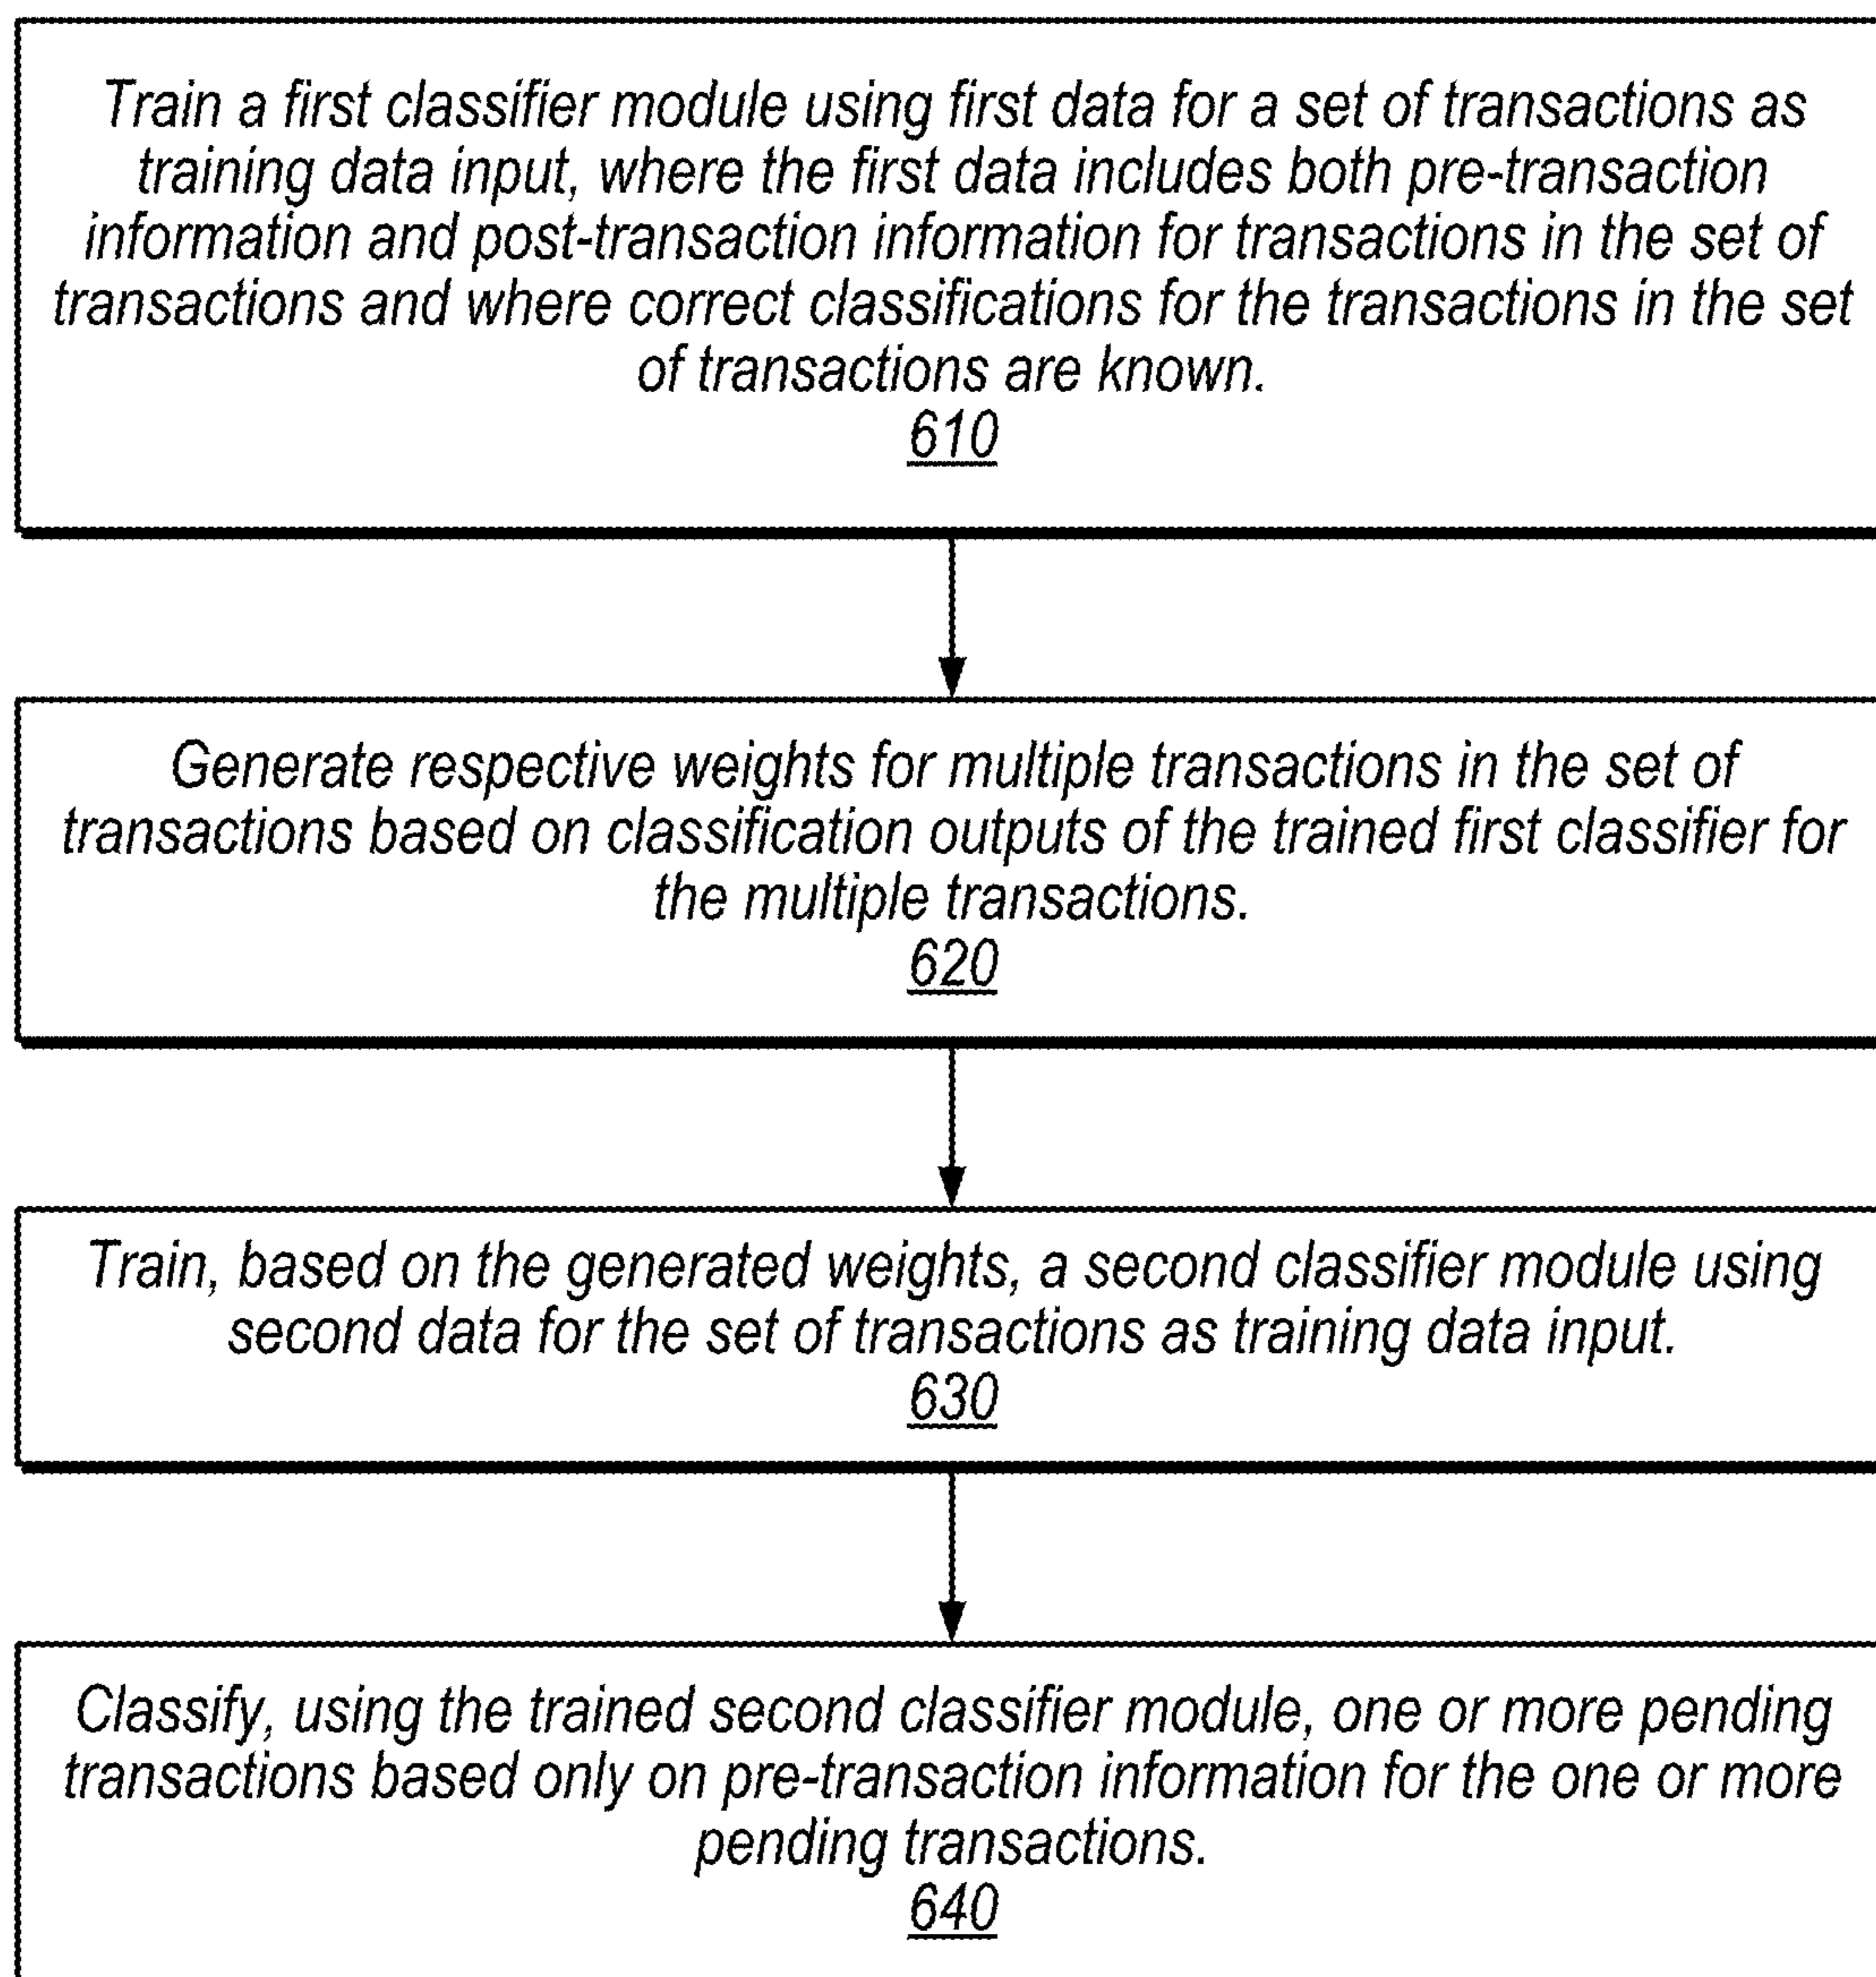 Train a first classifier module using first data for a set of transactions as
training data input, where the first data includes both pre-transaction
information and post-transaction information for transactions in the set of
transactions and where correct classifications for the transactions in the set
of transactions are known.
610
Generate respective weights for multiple transactions in the set of
transactions based on classification outputs of the trained first classifier for
the multiple transactions.
620
Train, based on the generated weights, a second classifier module using
second data for the set of transactions as training data input.
630
Classify, using the trained second classifier module, one or more pending
transactions based only on pre-transaction information for the one or more
pending transactions.
640